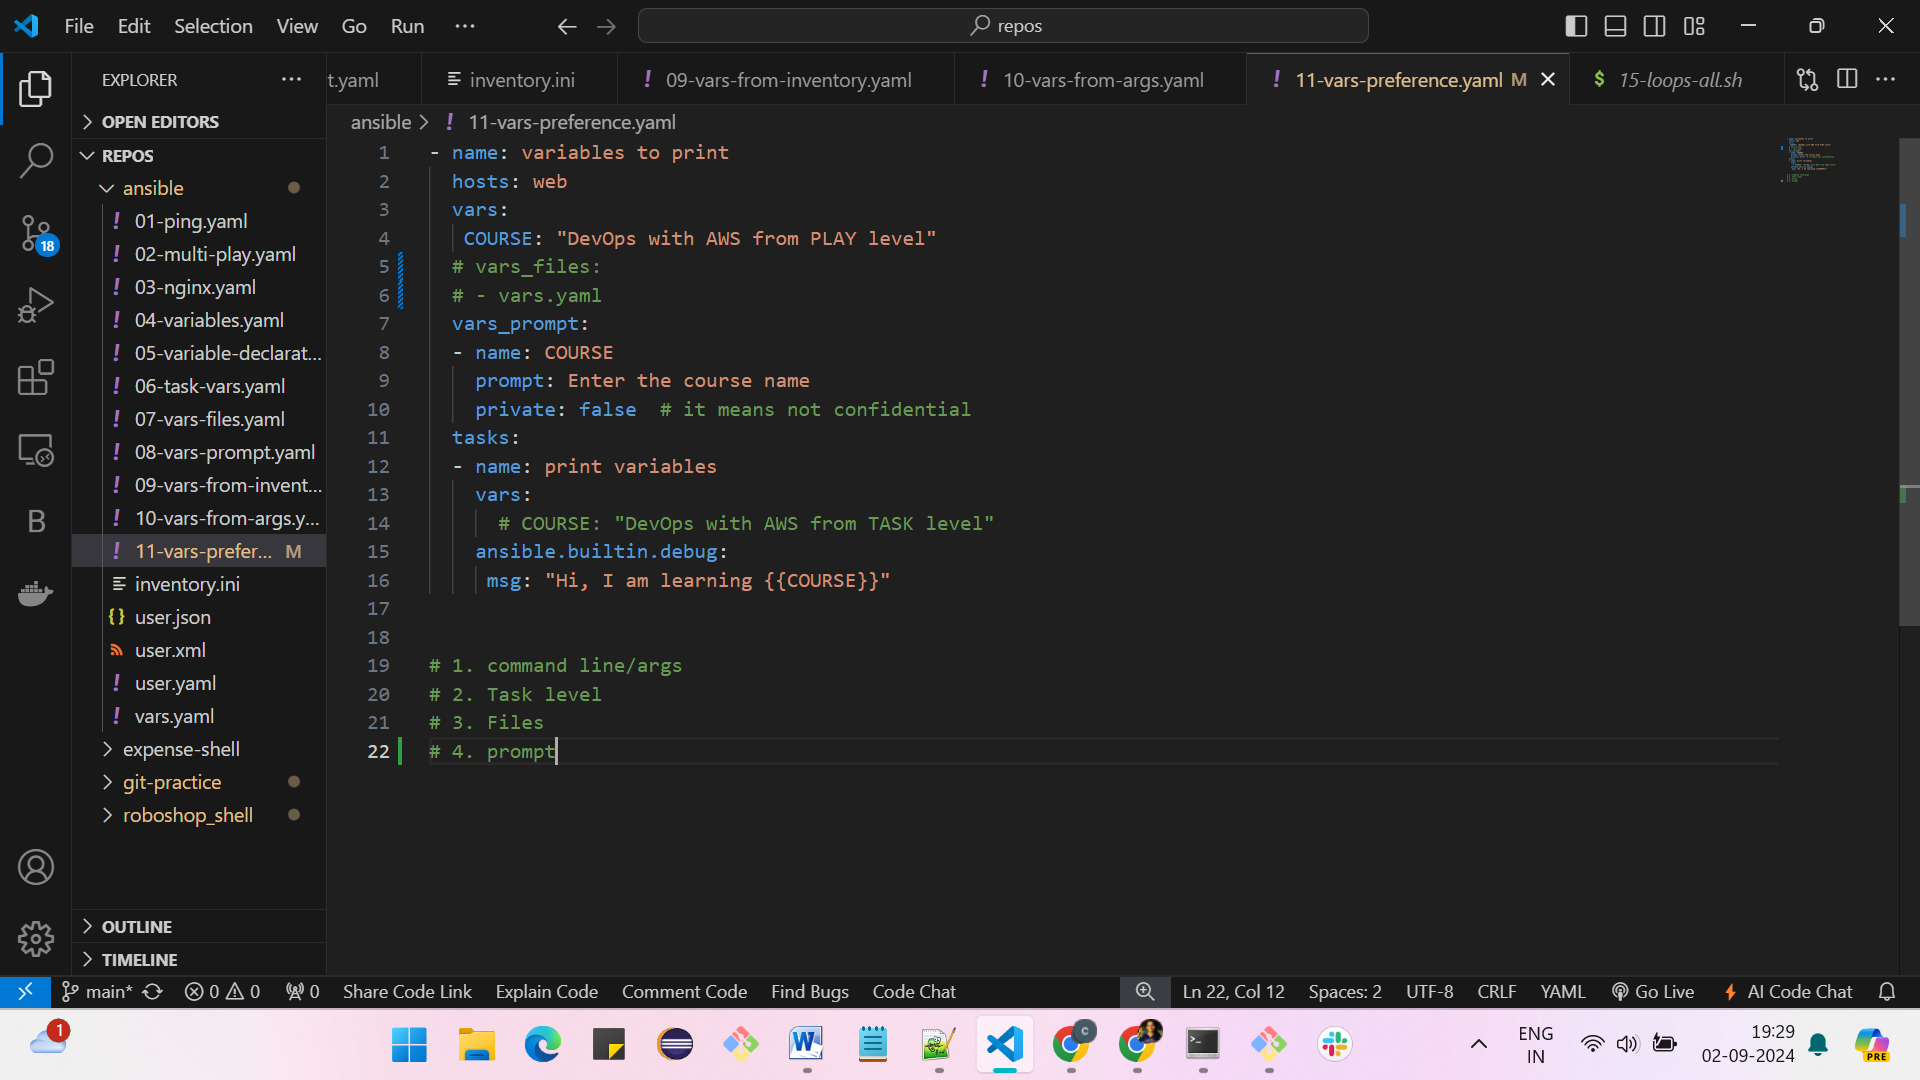 File Edit Selection View Go Run ··· repos
EXPLORER ···
t.yaml inventory.ini ! 09-vars-from-inventory.yaml ! 10-vars-from-args.yaml ! 11-vars-preference.yaml M $ 15-loops-all.sh ···
OPEN EDITORS
REPOS
ansible
! 01-ping.yaml
! 02-multi-play.yaml
! 03-nginx.yaml
! 04-variables.yaml
! 05-variable-declarat...
! 06-task-vars.yaml
! 07-vars-files.yaml
! 08-vars-prompt.yaml
! 09-vars-from-invent...
! 10-vars-from-args.y...
! 11-vars-prefer... M
inventory.ini
{} user.json
user.xml
! user.yaml
! vars.yaml
expense-shell
git-practice
roboshop_shell
OUTLINE
TIMELINE
18
B
ansible > ! 11-vars-preference.yaml
1 - name: variables to print
2 hosts: web
3 vars:
4 COURSE: "DevOps with AWS from PLAY level"
5 # vars_files:
6 # - vars.yaml
7 vars_prompt:
8 - name: COURSE
9 prompt: Enter the course name
10 private: false # it means not confidential
11 tasks:
12 - name: print variables
13 vars:
14 # COURSE: "DevOps with AWS from TASK level"
15 ansible.builtin.debug:
16 msg: "Hi, I am learning {{COURSE}}"
17
18
19 # 1. command line/args
20 # 2. Task level
21 # 3. Files
22 # 4. prompt
main* 0 0 0 Share Code Link Explain Code Comment Code Find Bugs Code Chat Ln 22, Col 12 Spaces: 2 UTF-8 CRLF YAML Go Live AI Code Chat
1
W
C
ENG
IN
19:29
02-09-2024
PRE